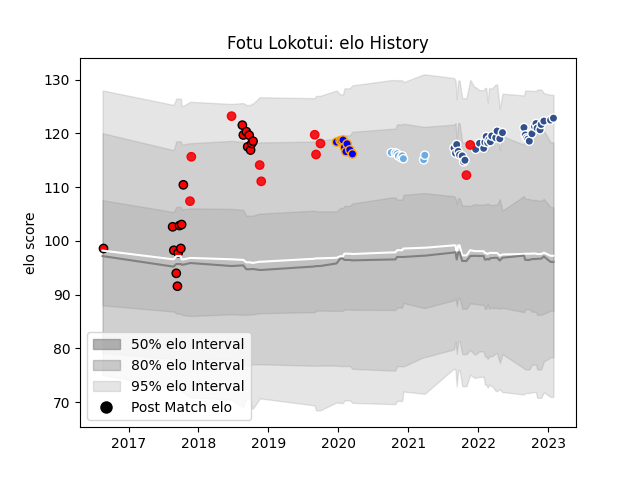 Fotu Lokotui: elo History
elo score
130
120
110
100
90
80
70
50% elo Interval
80% elo Interval
95% elo Interval
Post Match elo
2017 2018 2019 2020 2021 2022 2023